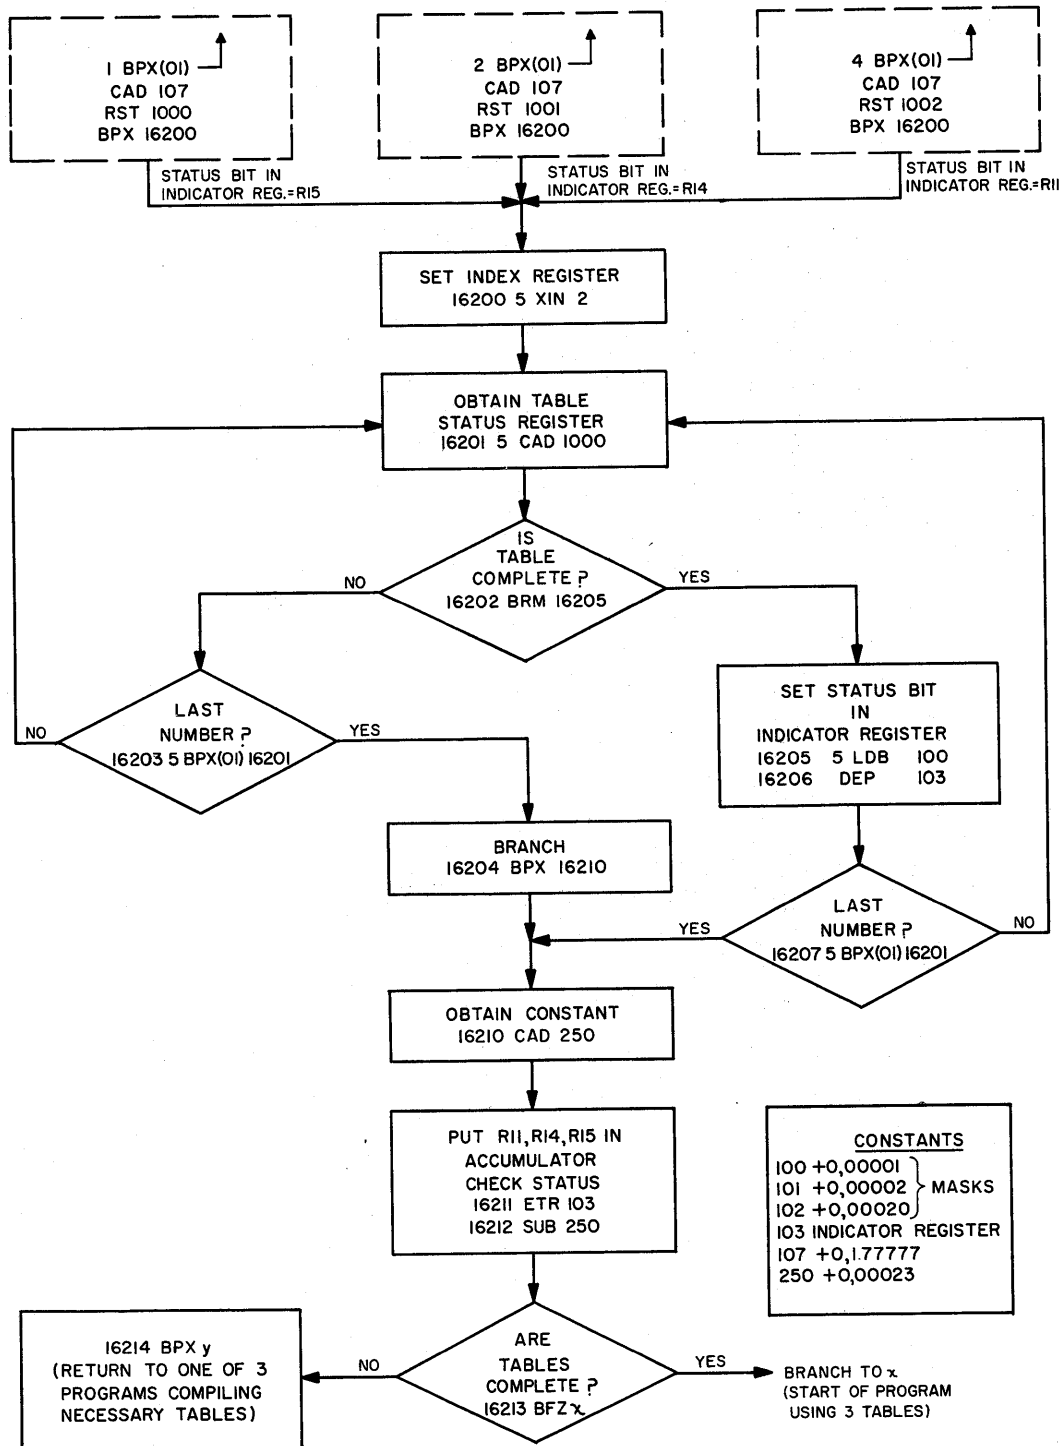 1 BPX(01)
CAD 107
RST 1000
BPX 16200
2 BPX(01)
CAD 107
RST 1001
BPX 16200
4 BPX(01)
CAD 107
RST 1002
BPX 16200
STATUS BIT IN
INDICATOR REG.=R15
STATUS BIT IN
INDICATOR REG.=R14
STATUS BIT IN
INDICATOR REG.=R11
SET INDEX REGISTER
16200 5 XIN 2
OBTAIN TABLE
STATUS REGISTER
16201 5 CAD 1000
IS
TABLE
COMPLETE?
16202 BRM 16205
NO
YES
LAST
NUMBER?
16203 5 BPX(01) 16201
NO
YES
SET STATUS BIT
IN
INDICATOR REGISTER
16205 5 LDB 100
16206 DEP 103
BRANCH
16204 BPX 16210
LAST
NUMBER?
16207 5 BPX(01) 16201
YES
NO
OBTAIN CONSTANT
16210 CAD 250
PUT R11,R14,R15 IN
ACCUMULATOR
CHECK STATUS
16211 ETR 103
16212 SUB 250
CONSTANTS
100 +0,00001
101 +0,00002
102 +0,00020
MASKS
103 INDICATOR REGISTER
107 +0,1.77777
250 +0,00023
ARE
TABLES
COMPLETE?
16213 BFZ x
NO
YES
16214 BPX y
(RETURN TO ONE OF 3
PROGRAMS COMPILING
NECESSARY TABLES)
BRANCH TO x
(START OF PROGRAM
USING 3 TABLES)